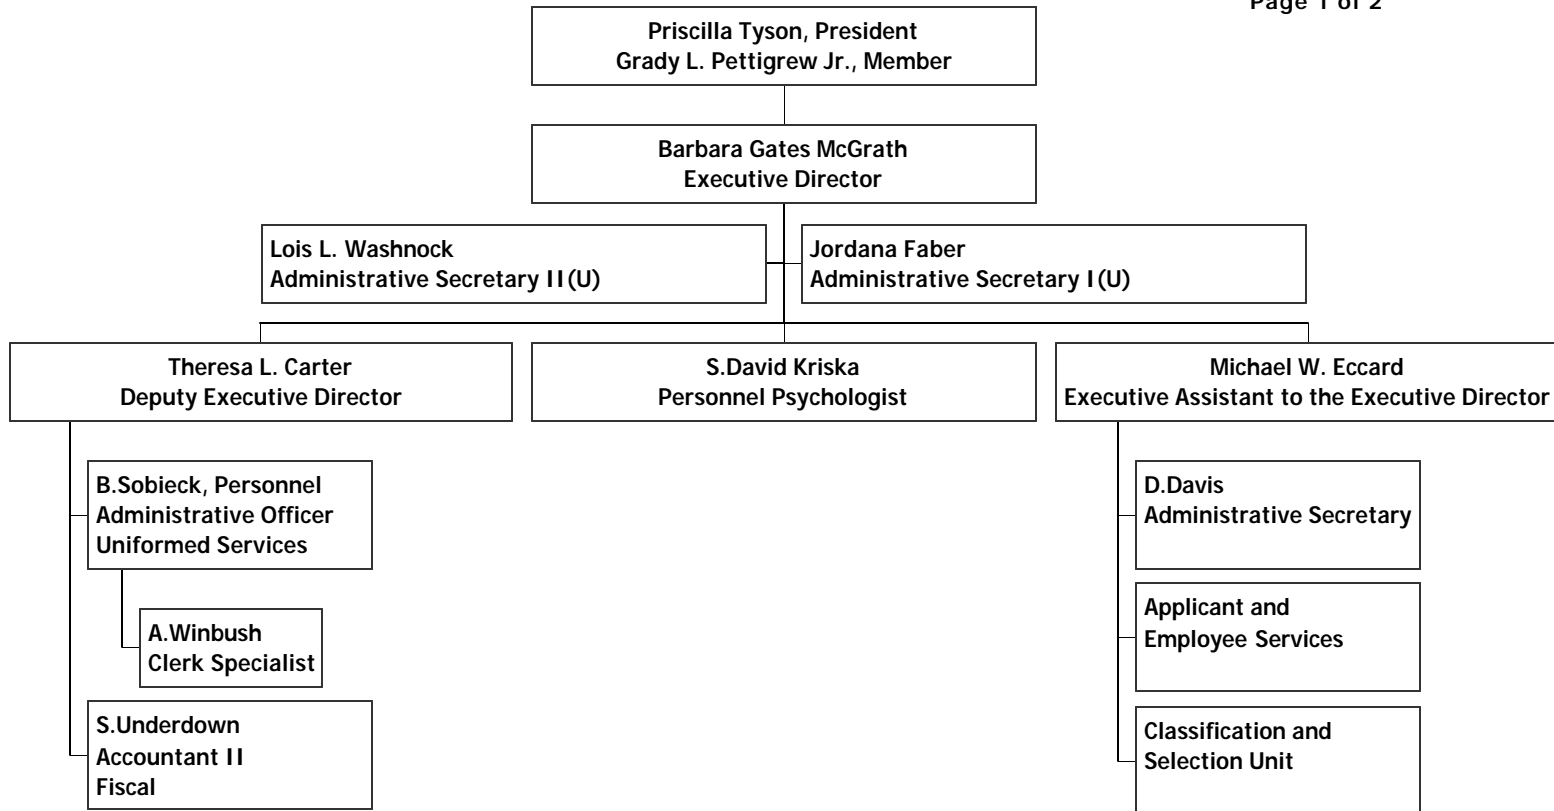 Page 1 of 2
Priscilla Tyson, President
Grady L. Pettigrew Jr., Member
Barbara Gates McGrath
Executive Director
Lois L. Washnock
Administrative Secretary II(U)
Jordana Faber
Administrative Secretary I(U)
Theresa L. Carter
Deputy Executive Director
S.David Kriska
Personnel Psychologist
Michael W. Eccard
Executive Assistant to the Executive Director
B.Sobieck, Personnel
Administrative Officer
Uniformed Services
A.Winbush
Clerk Specialist
S.Underdown
Accountant II
Fiscal
D.Davis
Administrative Secretary
Applicant and
Employee Services
Classification and
Selection Unit